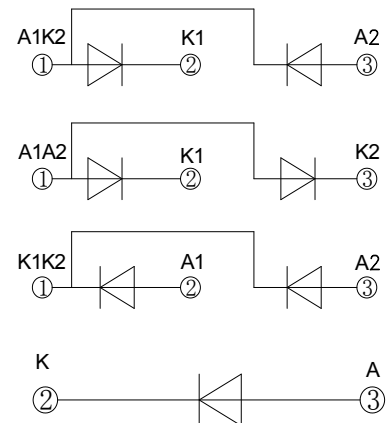 A1K2 K1 A2
① ② ③
A1A2 K1 K2
① ② ③
K1K2 A1 A2
① ② ③
K A
② ③